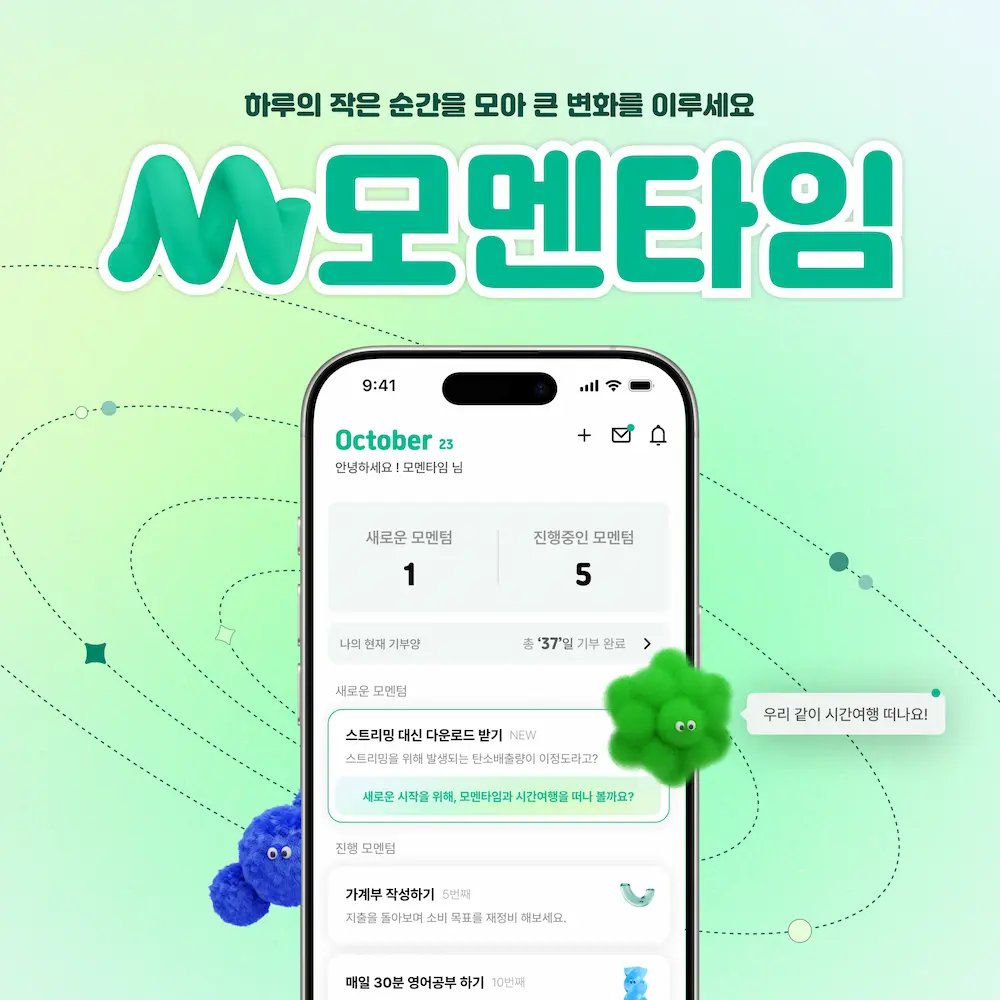 하루의 작은 순간을 모아 큰 변화를 이루세요
모멘타임
9:41
October 23
안녕하세요 ! 모멘타임 님
새로운 모멘텀
1
진행중인 모멘텀
5
나의 현재 기부양
총 ‘37’일 기부 완료
새로운 모멘텀
스트리밍 대신 다운로드 받기 NEW
스트리밍을 위해 발생되는 탄소배출량이 이정도라고?
새로운 시작을 위해, 모멘타임과 시간여행을 떠나 볼까요?
우리 같이 시간여행 떠나요!
진행 모멘텀
가계부 작성하기 5번째
지출을 돌아보며 소비 목표를 재정비 해보세요.
매일 30분 영어공부 하기 10번째